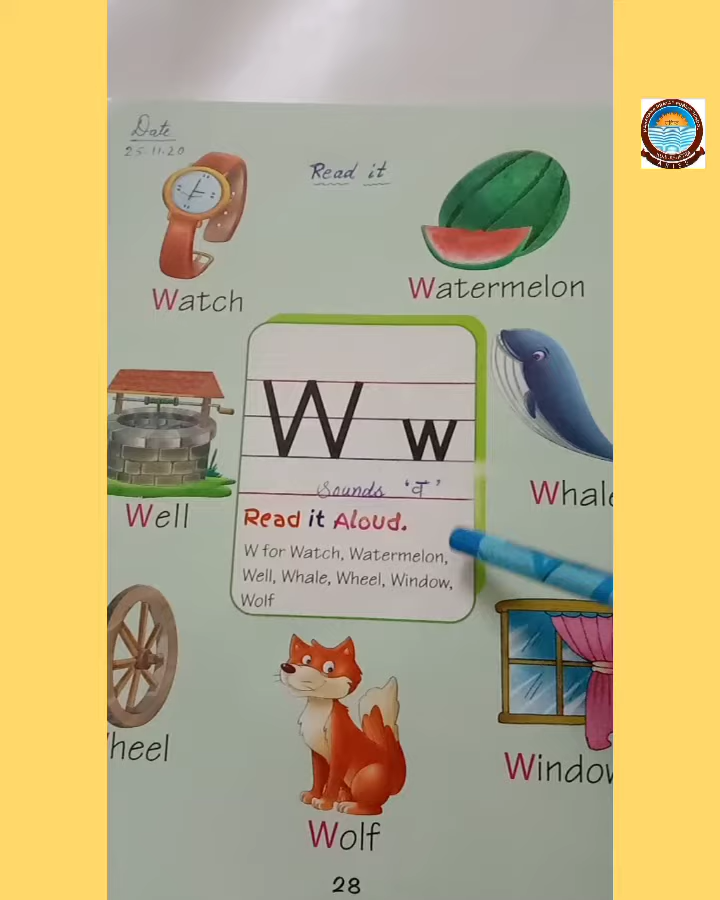 Date
25-11-20
Read it
Watch
Watermelon
W w
Sounds 'व'
Well
Whale
Read it Aloud.
W for Watch, Watermelon,
Well, Whale, Wheel, Window,
Wolf
heel
Window
Wolf
28